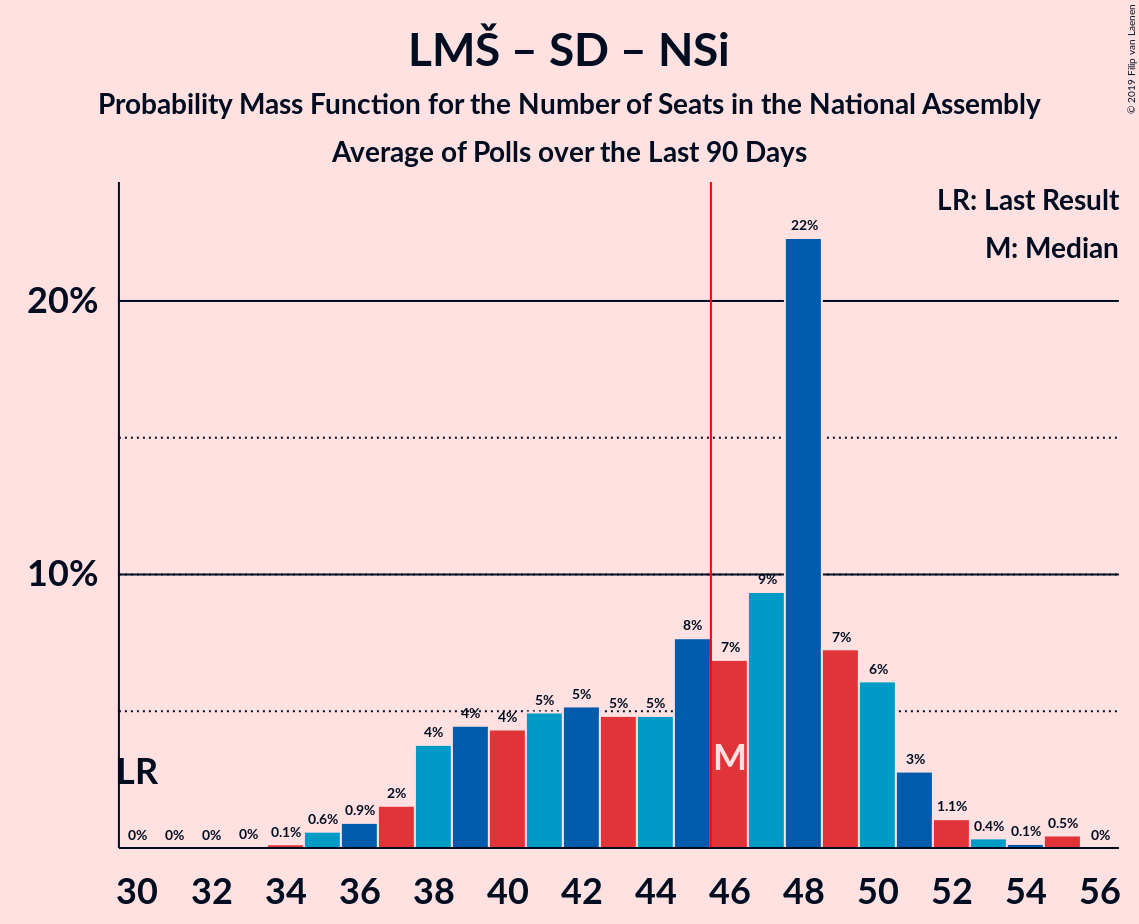 LMŠ – SD – NSi
Probability Mass Function for the Number of Seats in the National Assembly
Average of Polls over the Last 90 Days
© 2019 Filip van Laenen
LR: Last Result
M: Median
20%
10%
LR
M
0% 0% 0% 0% 0.1% 0.6% 0.9% 2% 4% 4% 4% 5% 5% 5% 5% 8% 7% 9% 22% 7% 6% 3% 1.1% 0.4% 0.1% 0.5% 0%
30 32 34 36 38 40 42 44 46 48 50 52 54 56